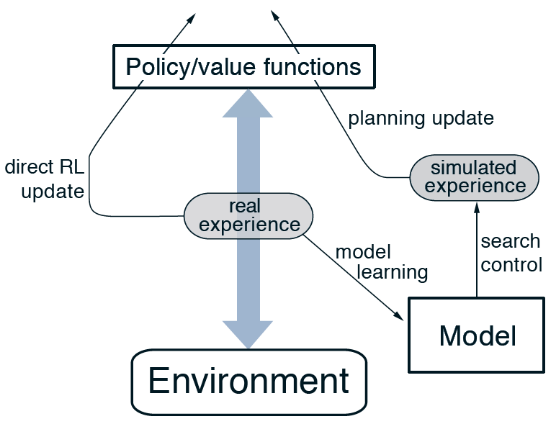 Policy/value functions
planning update
direct RL
update
simulated
experience
real
experience
model
learning
search
control
Model
Environment